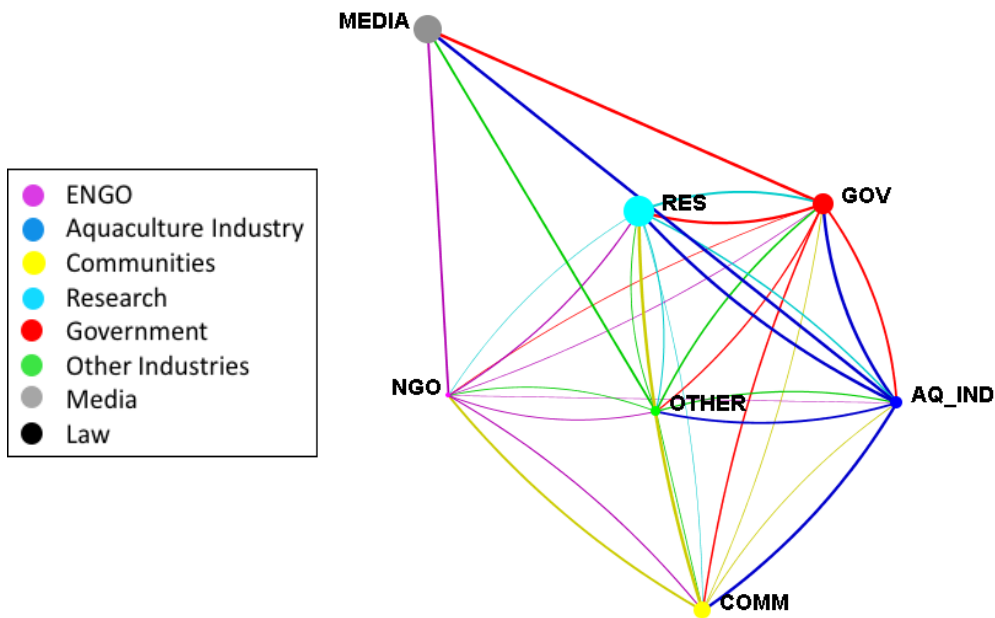 MEDIA
RES
GOV
ENGO
Aquaculture Industry
Communities
Research
Government
Other Industries
Media
Law
NGO
OTHER
AQ_IND
COMM